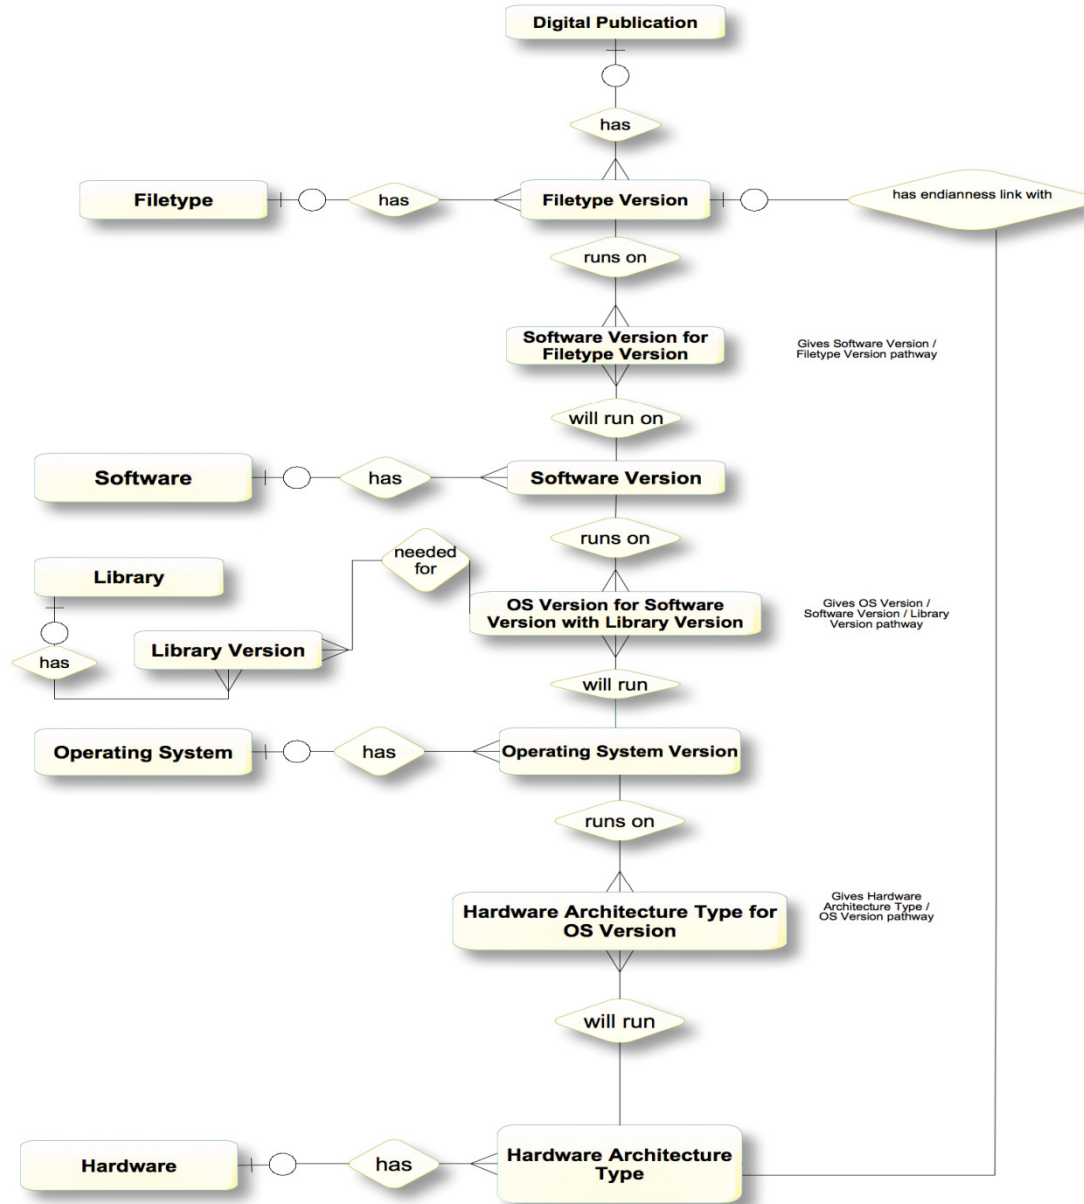 Digital Publication
has
Filetype
has
Filetype Version
has endianness link with
runs on
Software Version for
Filetype Version
Gives Software Version /
Filetype Version pathway
will run on
Software
has
Software Version
runs on
needed
for
Library
OS Version for Software
Version with Library Version
Gives OS Version /
Software Version / Library
Version pathway
has
Library Version
will run
Operating System
has
Operating System Version
runs on
Hardware Architecture Type for
OS Version
Gives Hardware
Architecture Type /
OS Version pathway
will run
Hardware
has
Hardware Architecture
Type